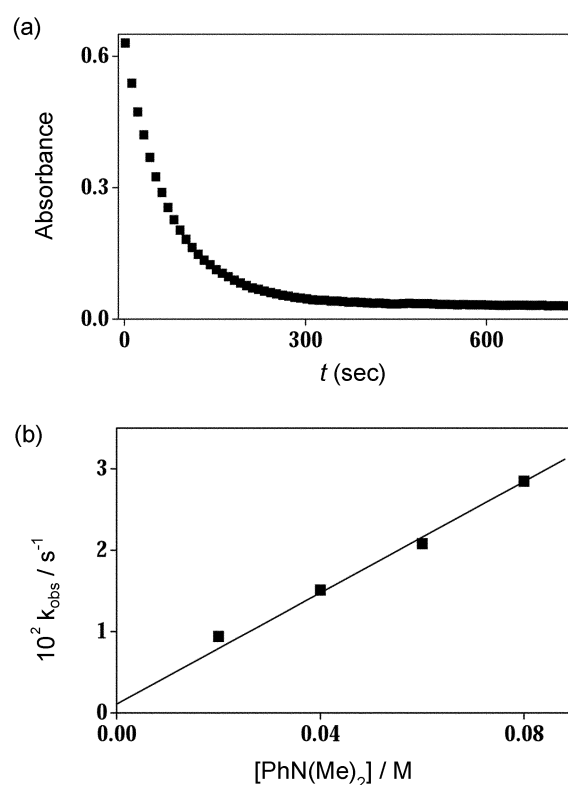 (a)
0.6
0.3
0.0
Absorbance
0
300
600
t (sec)
(b)
3
2
1
0
10² k_obs / s⁻¹
0.00
0.04
0.08
[PhN(Me)₂] / M